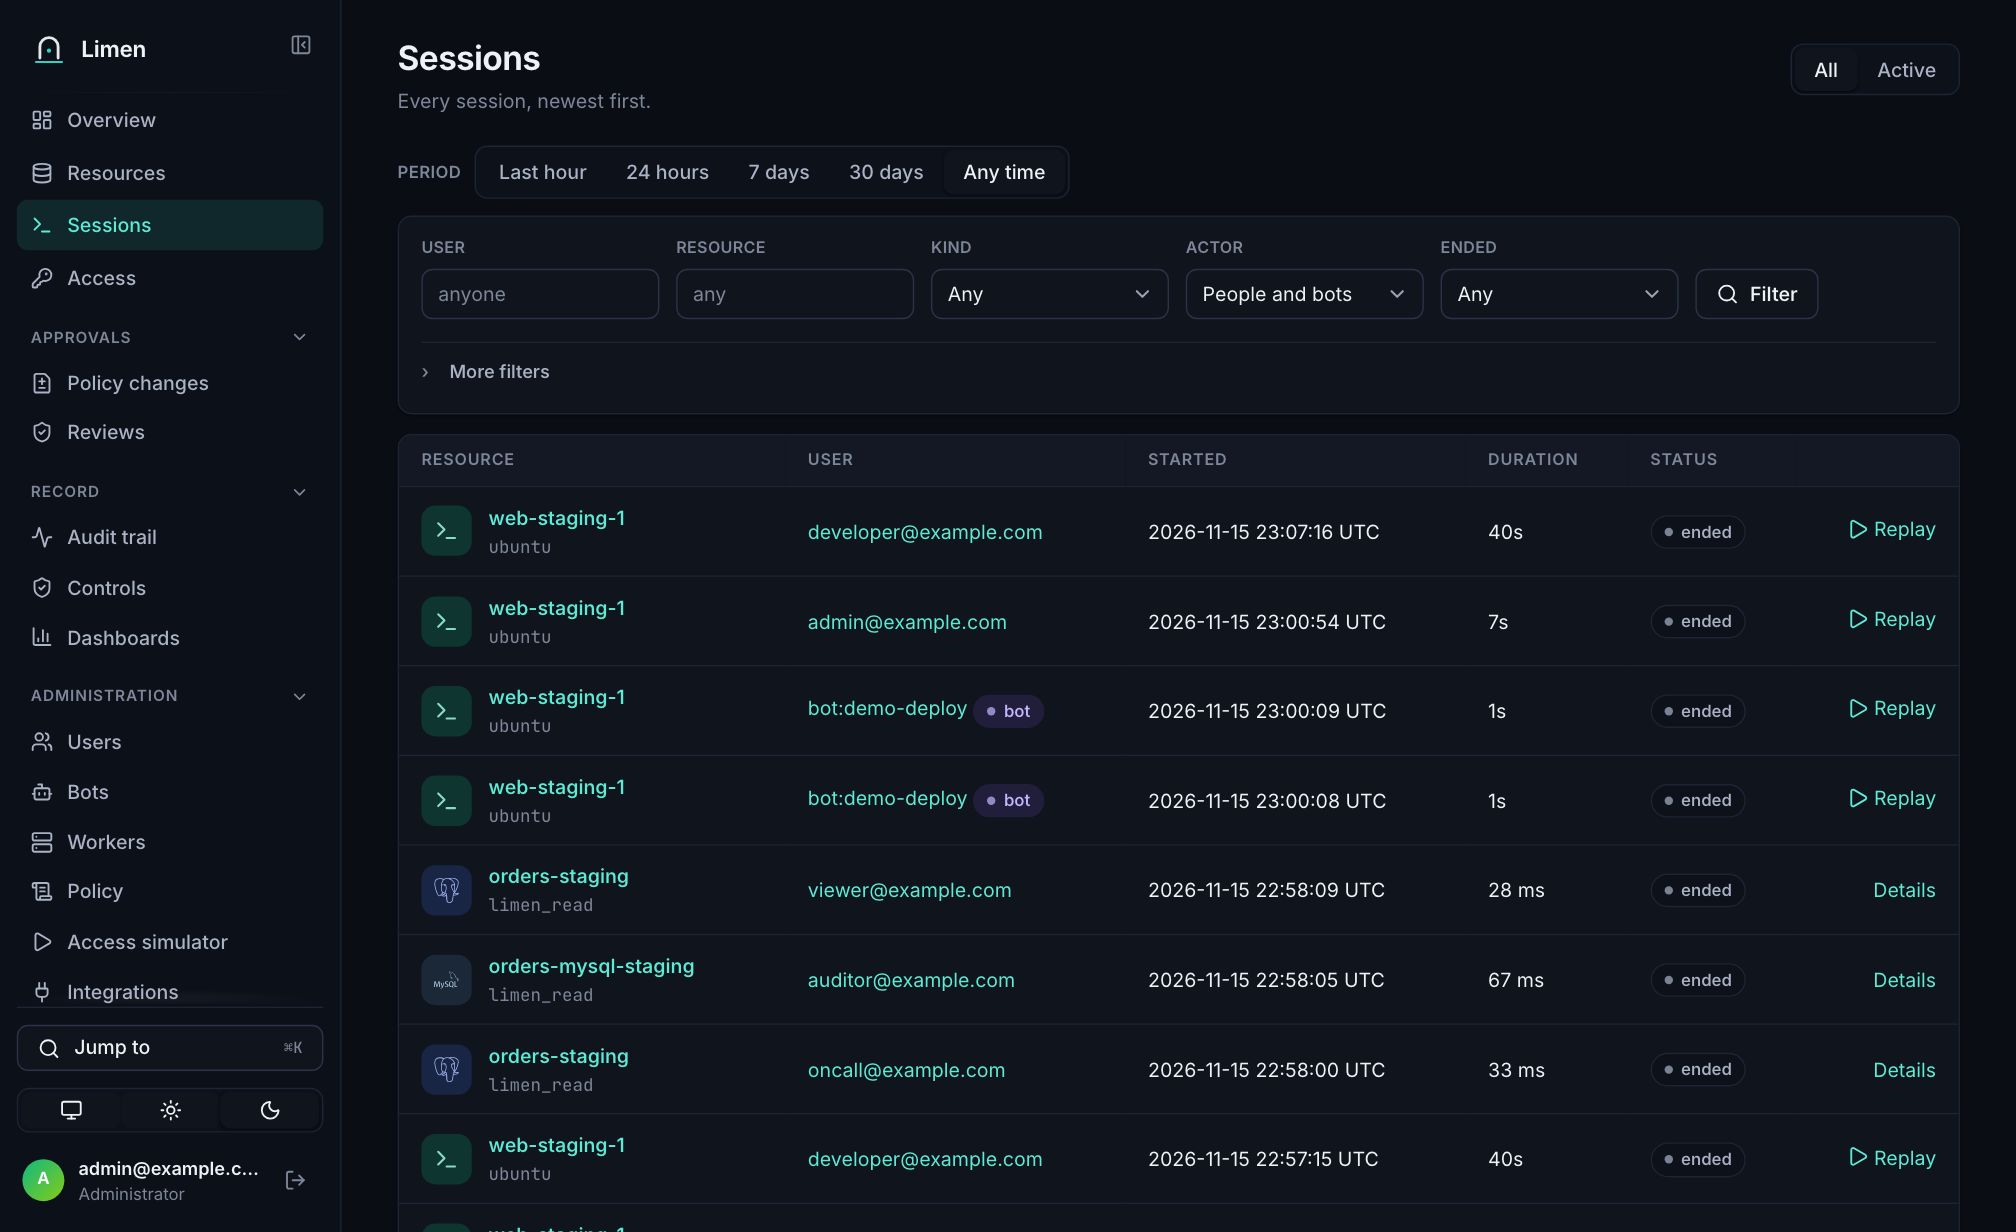 Limen
Overview
Resources
Sessions
Access
APPROVALS
Policy changes
Reviews
RECORD
Audit trail
Controls
Dashboards
ADMINISTRATION
Users
Bots
Workers
Policy
Access simulator
Integrations
Jump to ⌘K
A
admin@example.c...
Administrator
Sessions
Every session, newest first.
All Active
PERIOD Last hour 24 hours 7 days 30 days Any time
USER RESOURCE KIND ACTOR ENDED
anyone any Any People and bots Any Filter
More filters
RESOURCE USER STARTED DURATION STATUS
web-staging-1
ubuntu
developer@example.com 2026-11-15 23:07:16 UTC 40s ended Replay
web-staging-1
ubuntu
admin@example.com 2026-11-15 23:00:54 UTC 7s ended Replay
web-staging-1
ubuntu
bot:demo-deploy bot 2026-11-15 23:00:09 UTC 1s ended Replay
web-staging-1
ubuntu
bot:demo-deploy bot 2026-11-15 23:00:08 UTC 1s ended Replay
orders-staging
limen_read
viewer@example.com 2026-11-15 22:58:09 UTC 28 ms ended Details
MySQL
orders-mysql-staging
limen_read
auditor@example.com 2026-11-15 22:58:05 UTC 67 ms ended Details
orders-staging
limen_read
oncall@example.com 2026-11-15 22:58:00 UTC 33 ms ended Details
web-staging-1
ubuntu
developer@example.com 2026-11-15 22:57:15 UTC 40s ended Replay